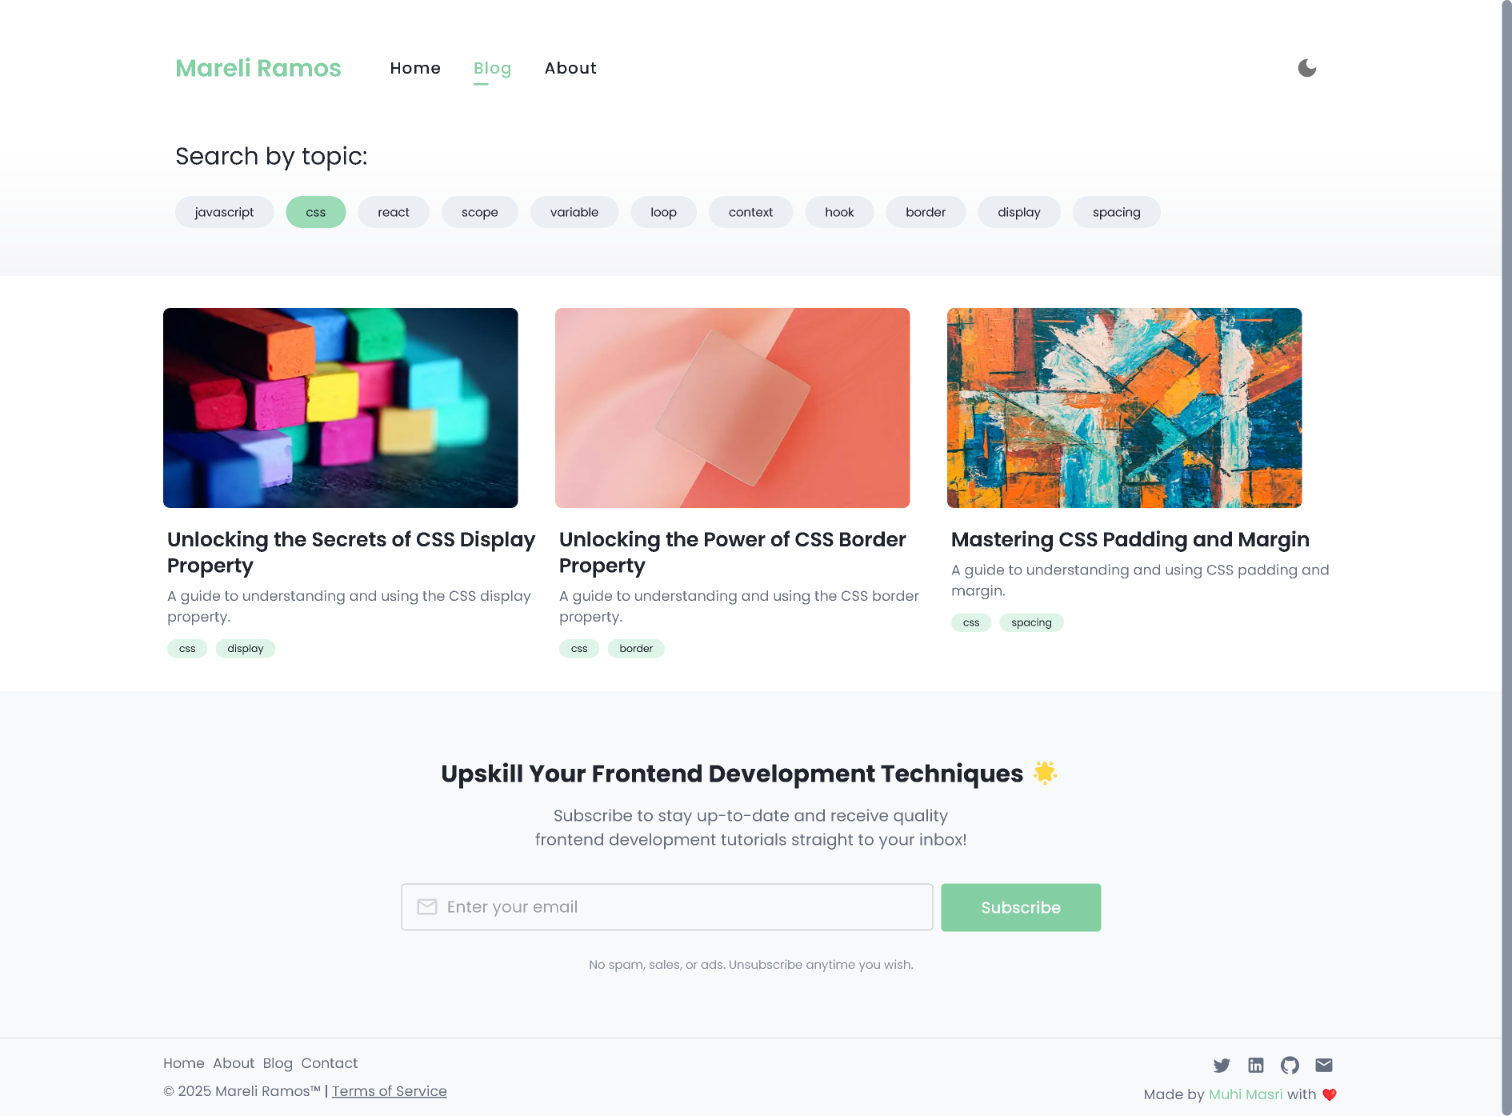 Mareli Ramos
Home Blog About
Search by topic:
javascript css react scope variable loop context hook border display spacing
Unlocking the Secrets of CSS Display
Property
A guide to understanding and using the CSS display
property.
css display
Unlocking the Power of CSS Border
Property
A guide to understanding and using the CSS border
property.
css border
Mastering CSS Padding and Margin
A guide to understanding and using CSS padding and
margin.
css spacing
Upskill Your Frontend Development Techniques 🌟
Subscribe to stay up-to-date and receive quality
frontend development tutorials straight to your inbox!
Enter your email
Subscribe
No spam, sales, or ads. Unsubscribe anytime you wish.
Home About Blog Contact
© 2025 Mareli Ramos™ | Terms of Service
Made by Muhi Masri with ❤️